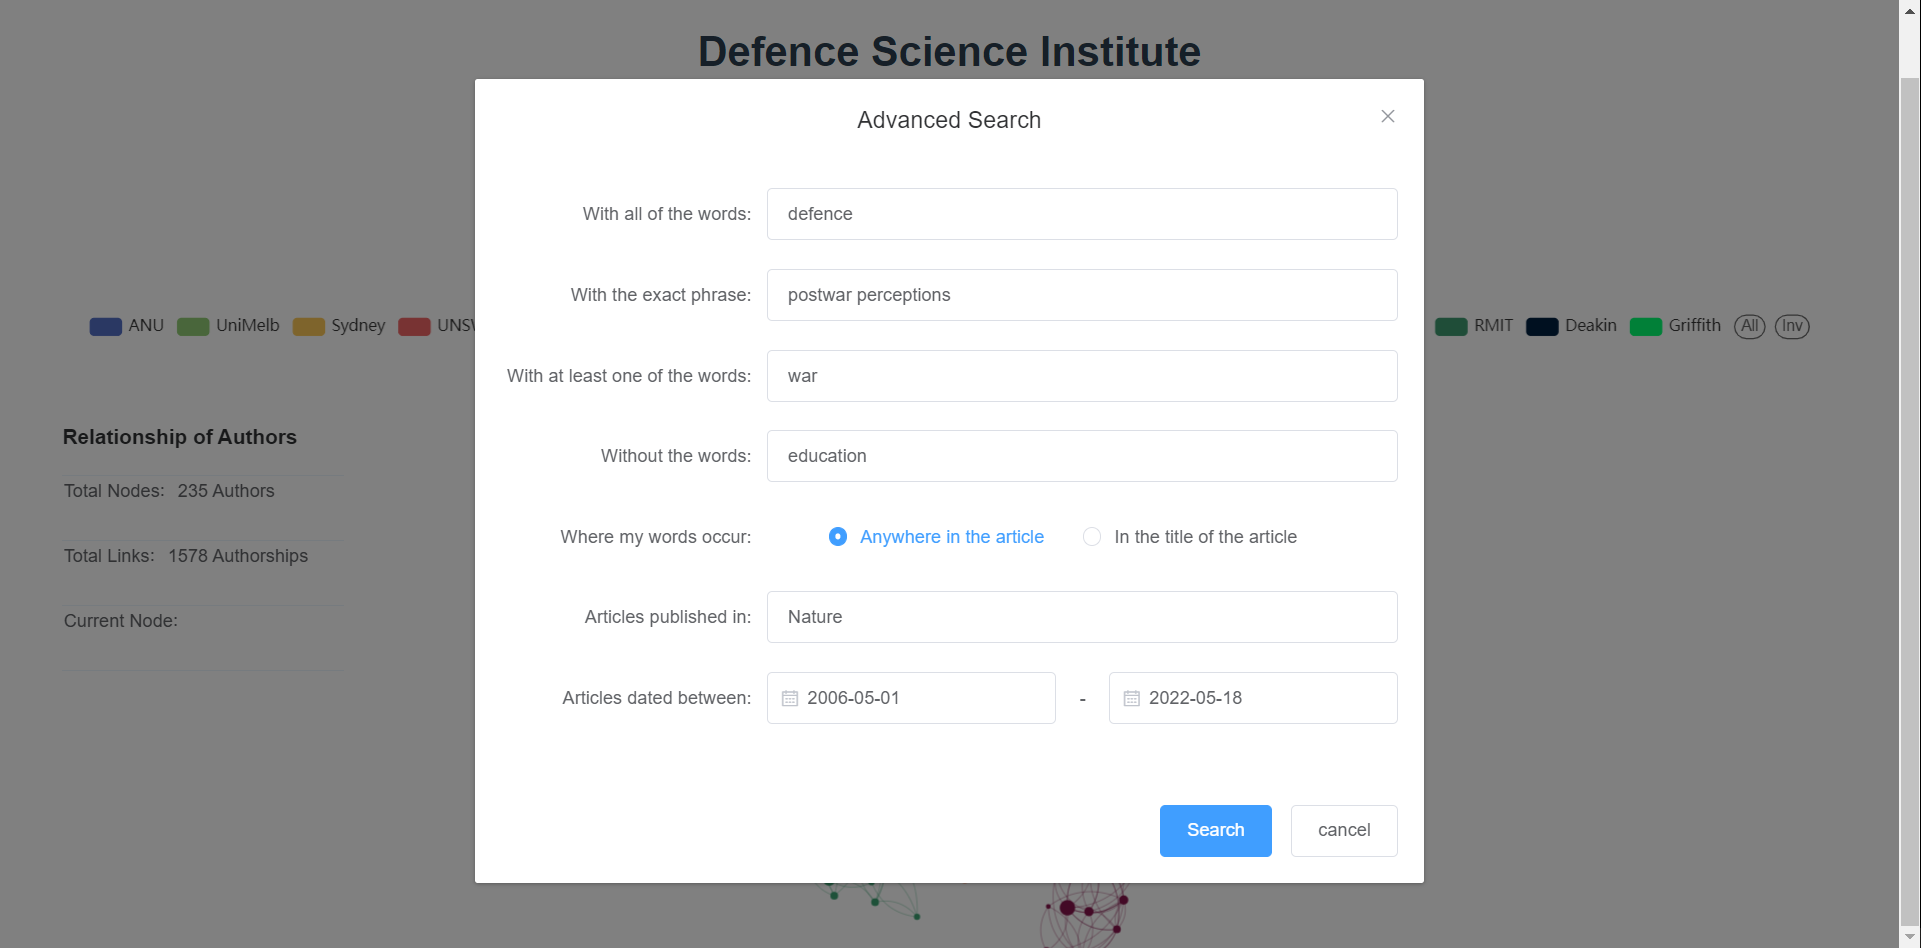 Defence Science Institute
Advanced Search
With all of the words: defence
With the exact phrase: postwar perceptions
ANU UniMelb Sydney UNSW RMIT Deakin Griffith All Inv
With at least one of the words: war
Relationship of Authors
Without the words: education
Total Nodes: 235 Authors
Where my words occur: Anywhere in the article In the title of the article
Total Links: 1578 Authorships
Articles published in: Nature
Current Node:
Articles dated between: 2006-05-01 - 2022-05-18
Search cancel